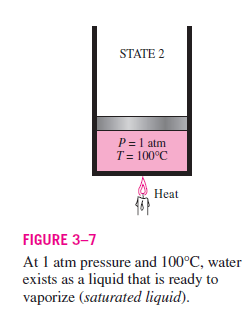 STATE 2
P = 1 atm
T = 100°C
Heat
FIGURE 3–7
At 1 atm pressure and 100°C, water
exists as a liquid that is ready to
vaporize (saturated liquid).